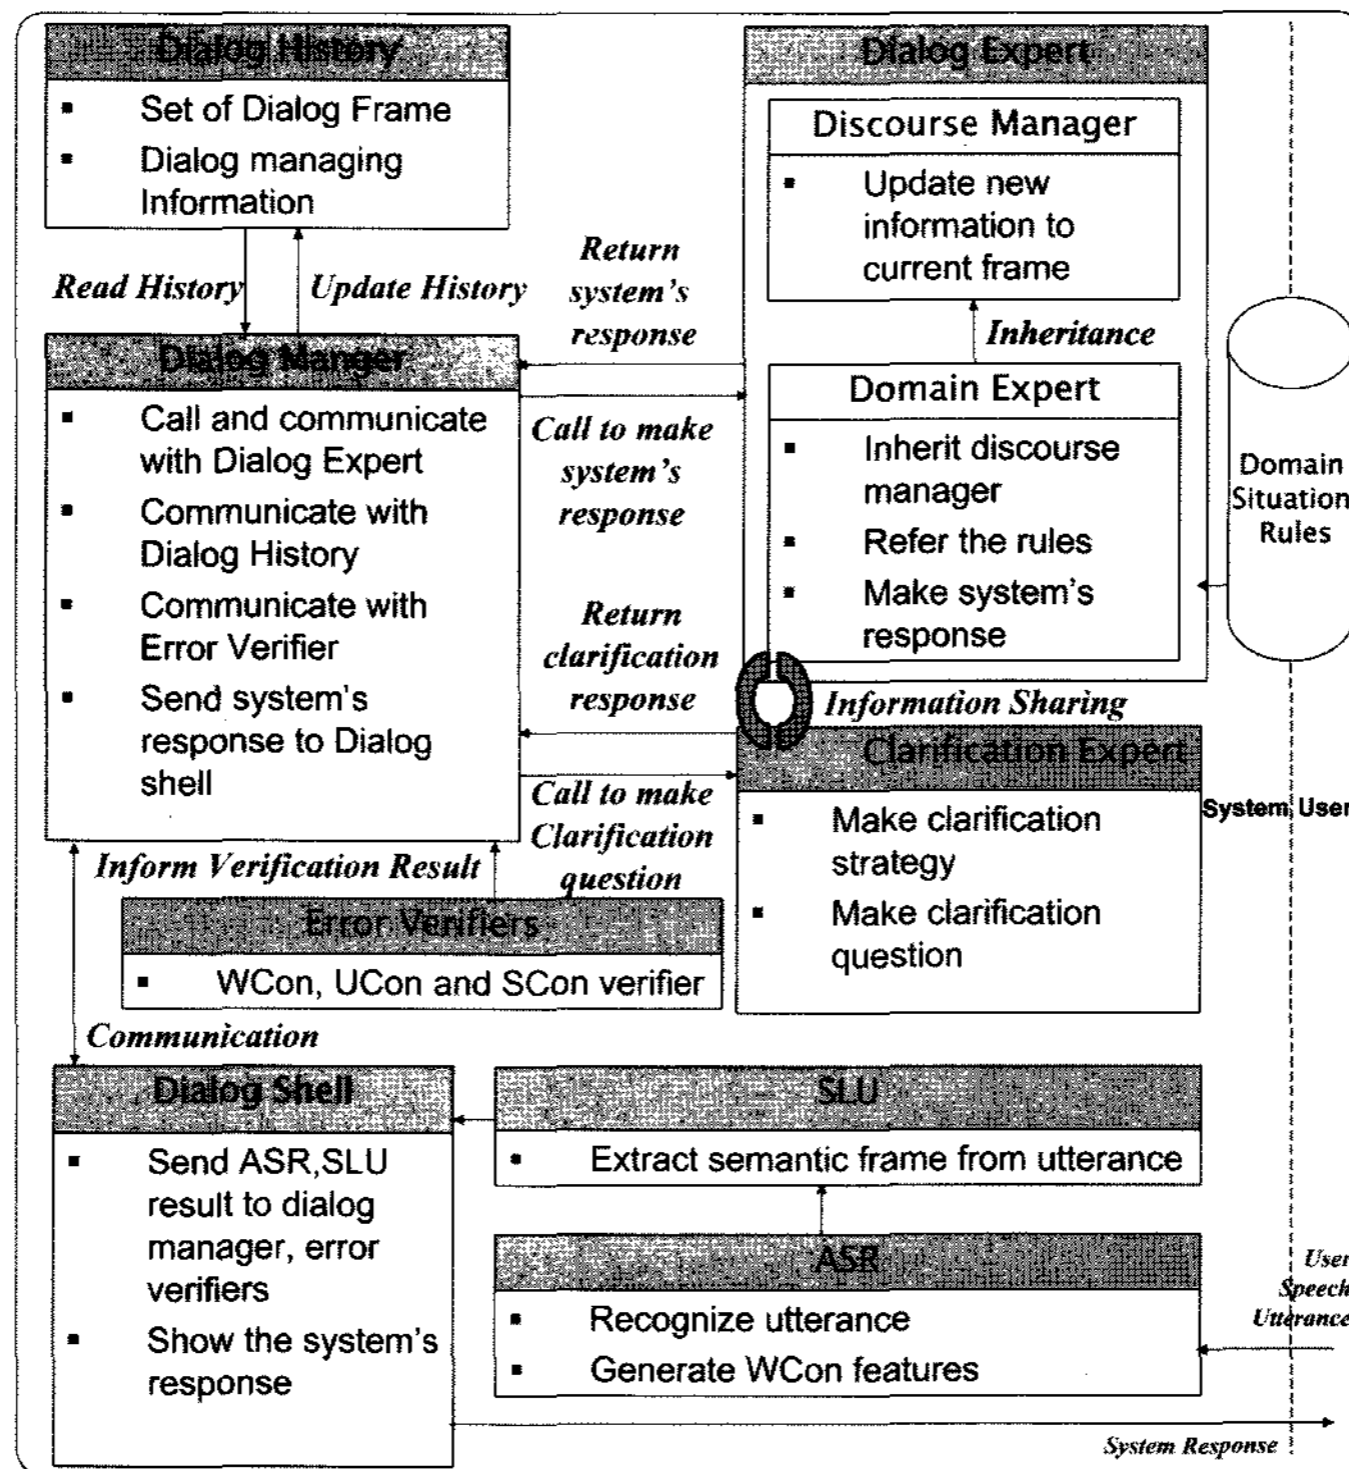 Dialog History
▪ Set of Dialog Frame
▪ Dialog managing
Information
Read History
Update History
Return
system's
response
Dialog Expert
Discourse Manager
▪ Update new
information to
current frame
Inheritance
Domain Expert
▪ Inherit discourse
manager
▪ Refer the rules
▪ Make system's
response
Domain
Situation
Rules
Dialog Manger
▪ Call and communicate
with Dialog Expert
▪ Communicate with
Dialog History
▪ Communicate with
Error Verifier
▪ Send system's
response to Dialog
shell
Call to make
system's
response
Return
clarification
response
Information Sharing
Clarification Expert
▪ Make clarification
strategy
▪ Make clarification
question
Call to make
Clarification
question
System User
Inform Verification Result
Error Verifiers
▪ WCon, UCon and SCon verifier
Communication
Dialog Shell
▪ Send ASR,SLU
result to dialog
manager, error
verifiers
▪ Show the system's
response
SLU
▪ Extract semantic frame from utterance
ASR
▪ Recognize utterance
▪ Generate WCon features
User
Speech
Utterance
System Response